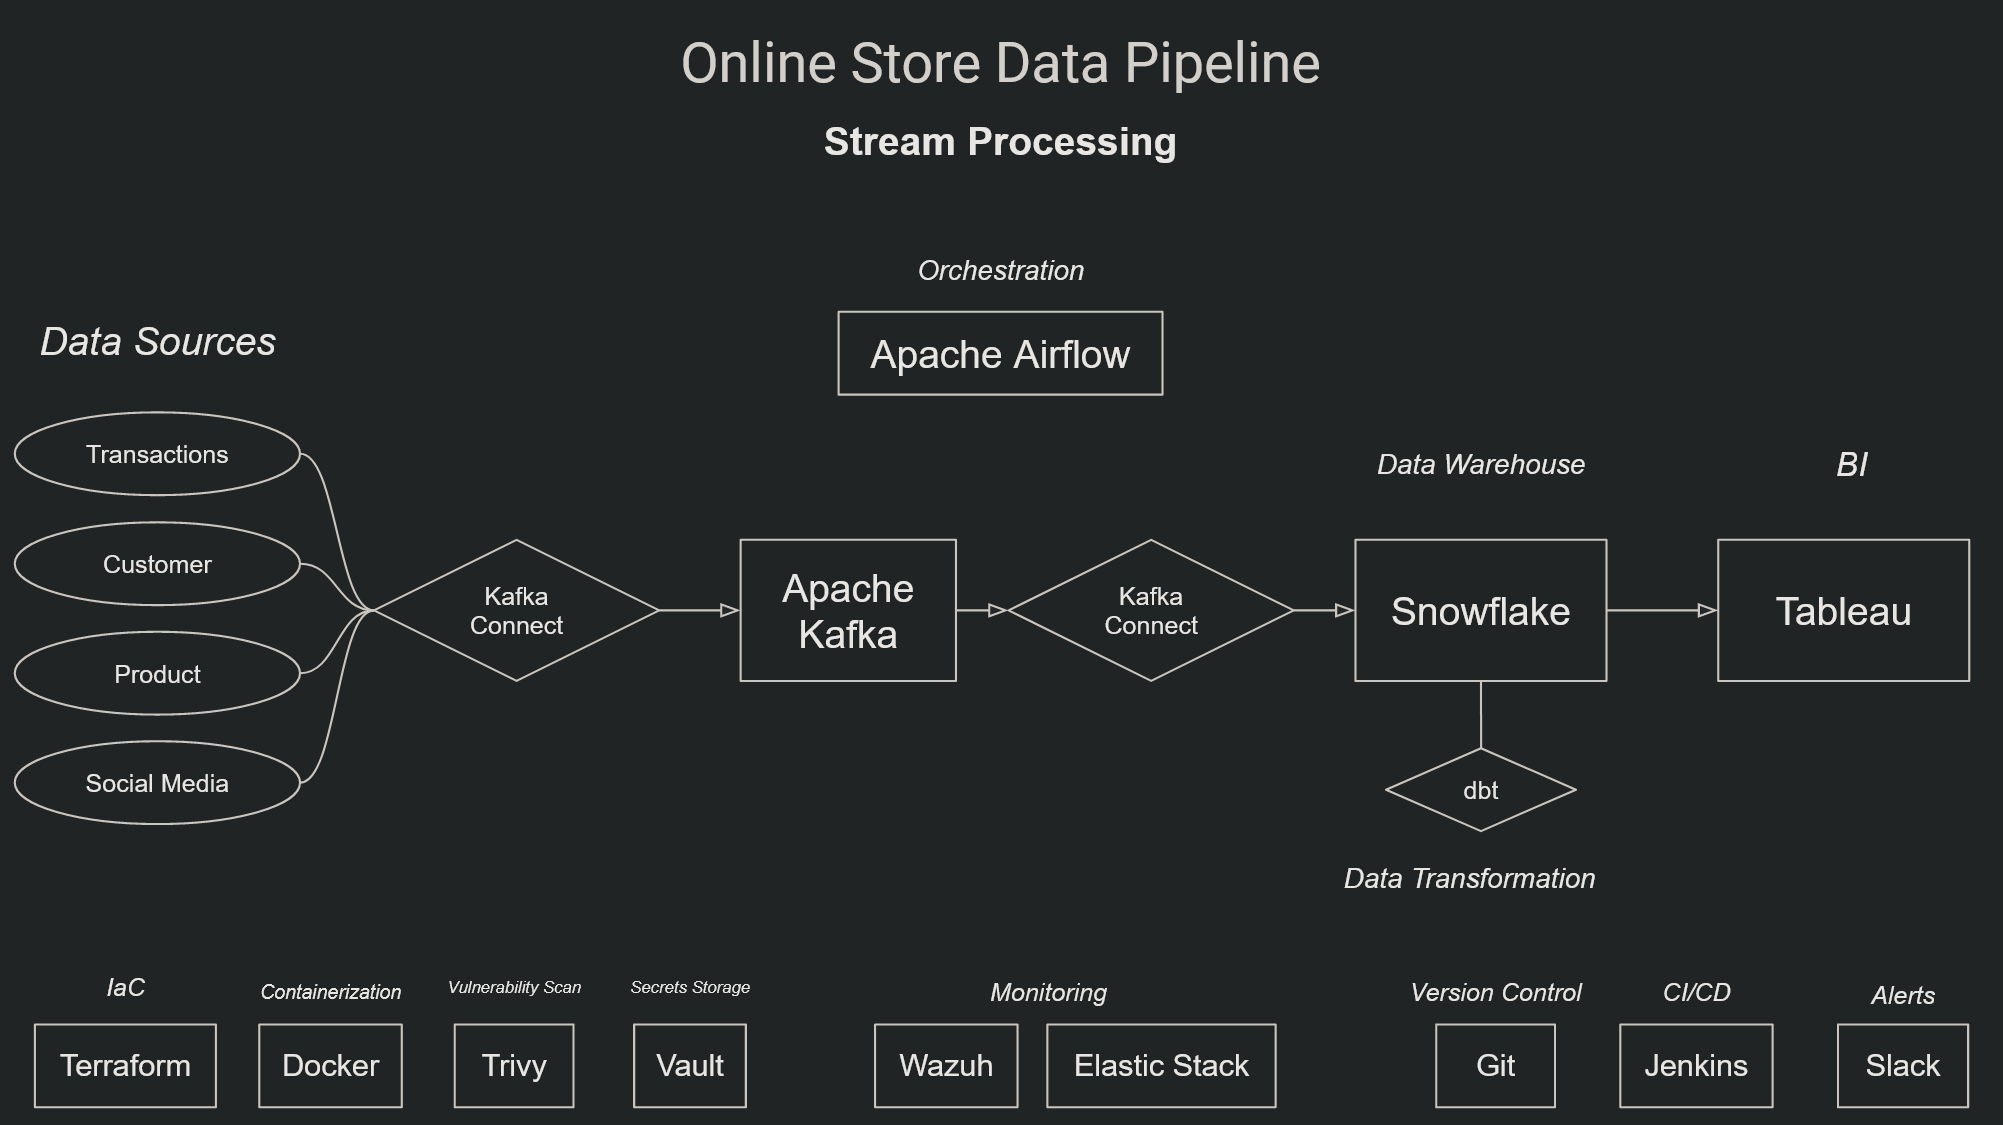 Online Store Data Pipeline
Stream Processing
Orchestration
Apache Airflow
Data Sources
Transactions
Customer
Product
Social Media
Kafka
Connect
Apache
Kafka
Kafka
Connect
Data Warehouse
Snowflake
BI
Tableau
dbt
Data Transformation
IaC
Terraform
Containerization
Docker
Vulnerability Scan
Trivy
Secrets Storage
Vault
Monitoring
Wazuh
Elastic Stack
Version Control
Git
CI/CD
Jenkins
Alerts
Slack